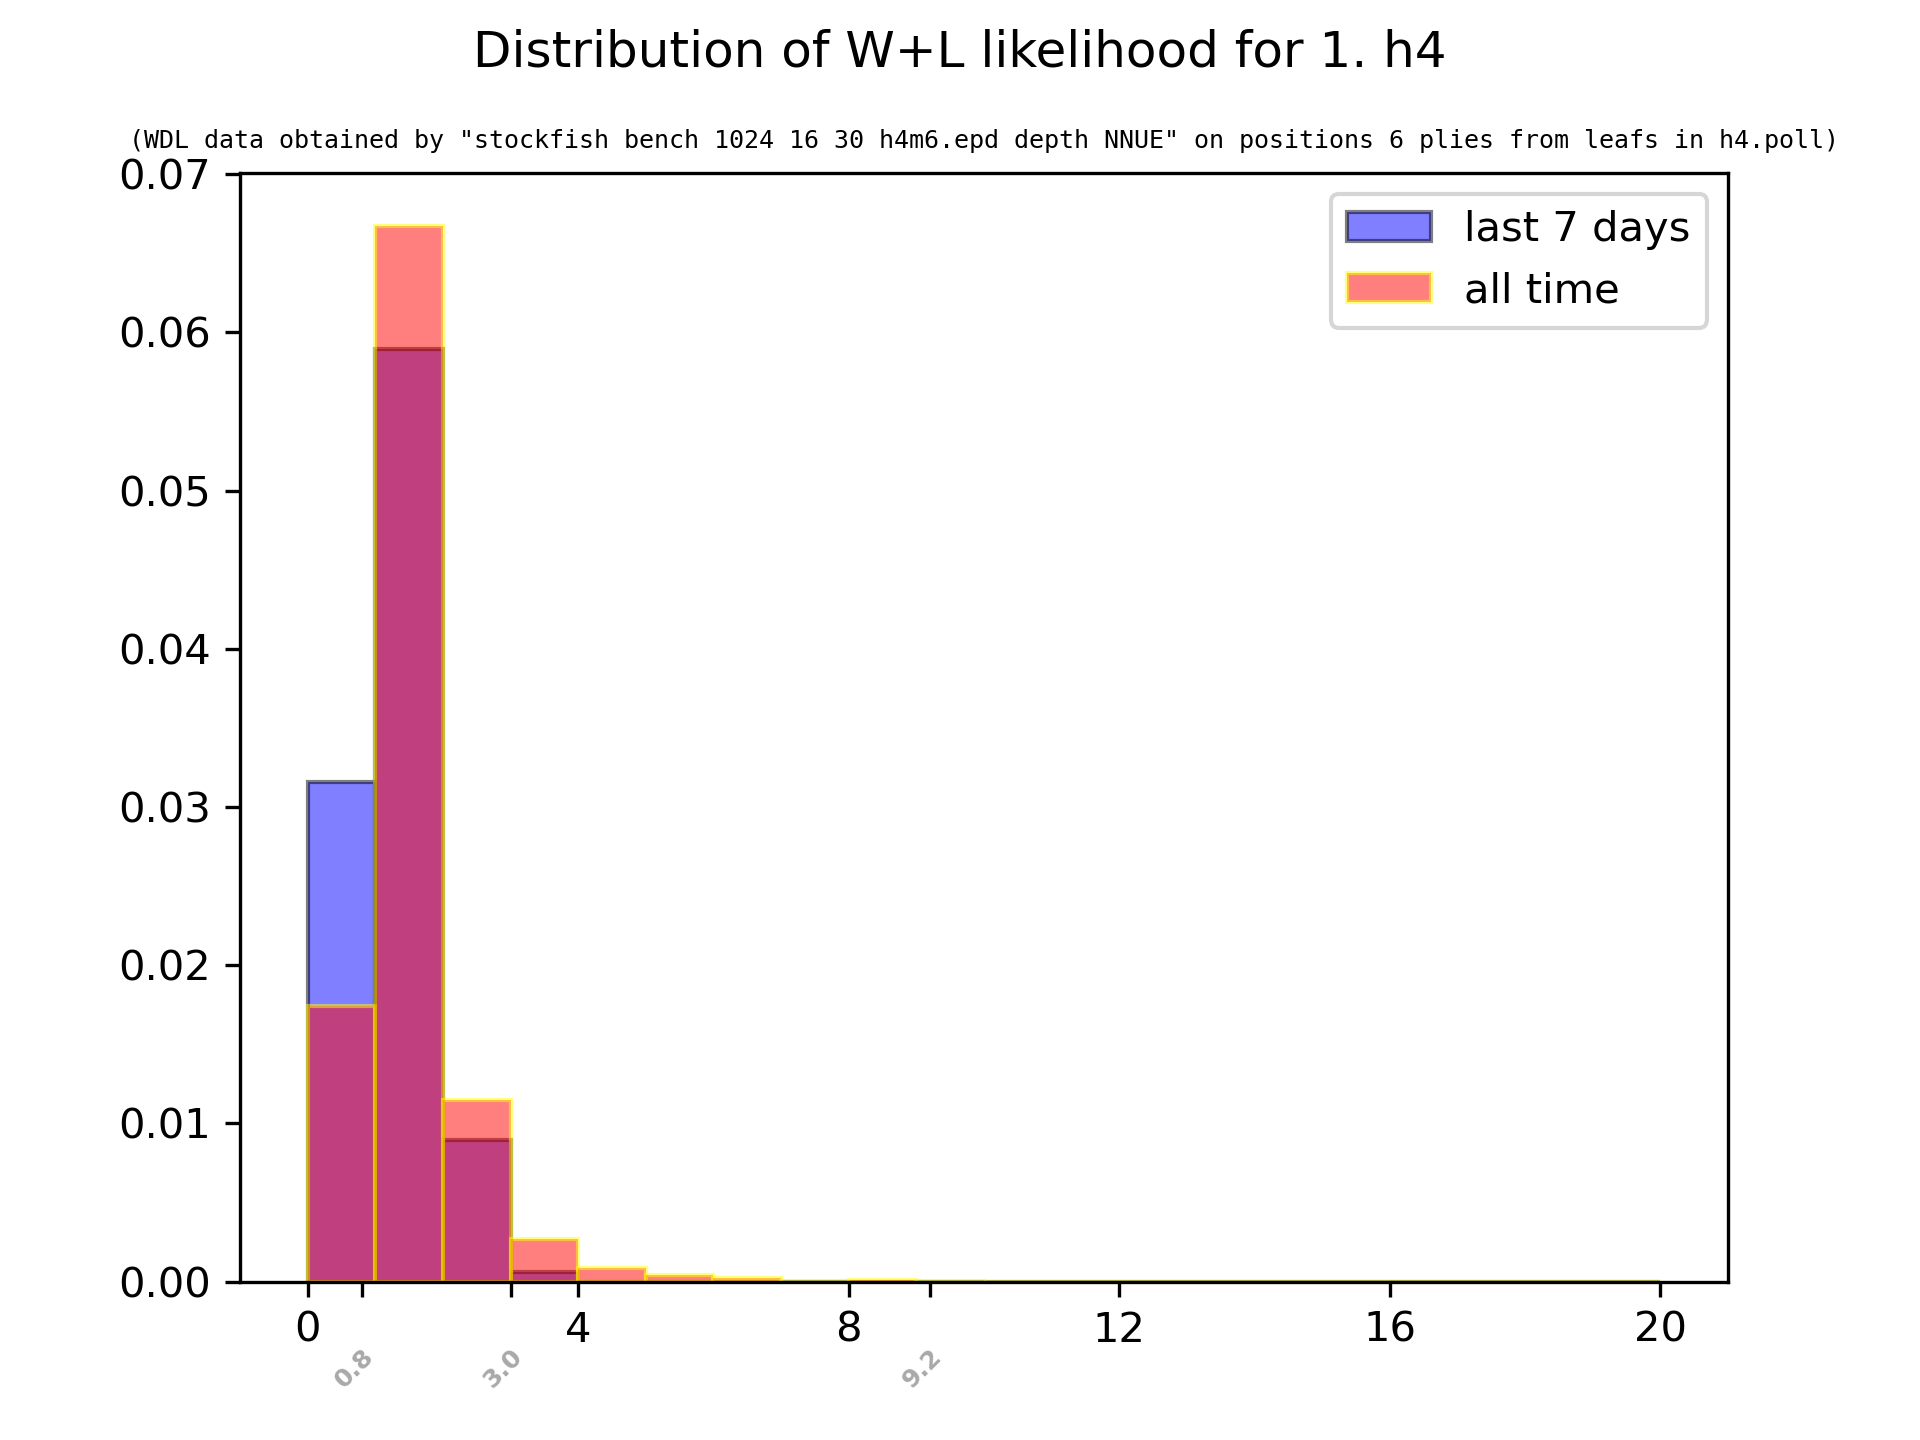 Distribution of W+L likelihood for 1. h4
(WDL data obtained by "stockfish bench 1024 16 30 h4m6.epd depth NNUE" on positions 6 plies from leafs in h4.poll)
last 7 days
all time
0.07
0.06
0.05
0.04
0.03
0.02
0.01
0.00
0 4 8 12 16 20
0.8 3.0 9.2